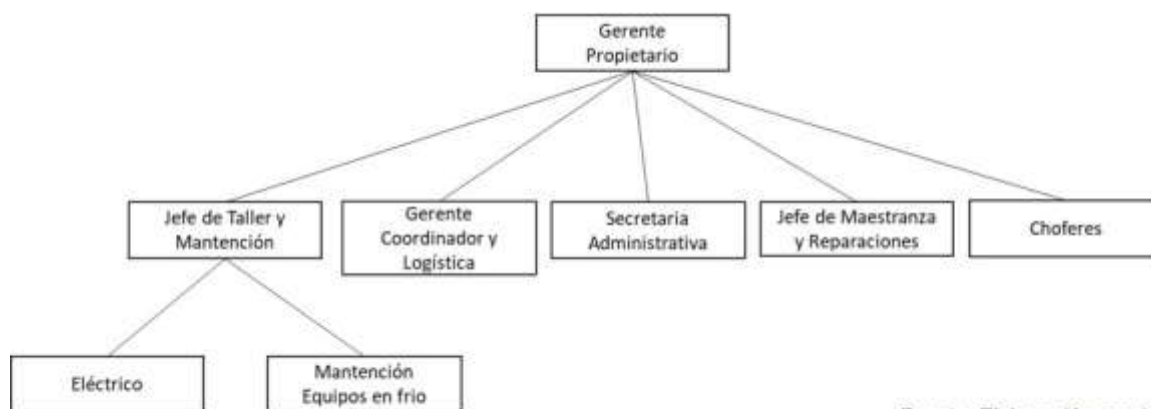 Gerente
Propietario
Jefe de Taller y
Mantención
Gerente
Coordinador y
Logística
Secretaria
Administrativa
Jefe de Maestranza
y Reparaciones
Choferes
Eléctrico
Mantención
Equipos en frio